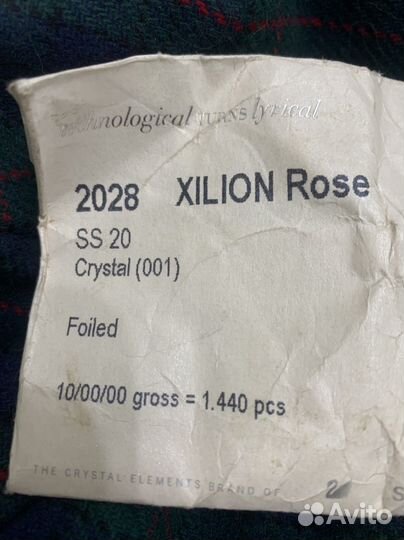 technological TURNS lyrical
2028 XILION Rose
SS 20
Crystal (001)
Foiled
10/00/00 gross = 1.440 pcs
THE CRYSTAL ELEMENTS BRAND OF
S
Avito